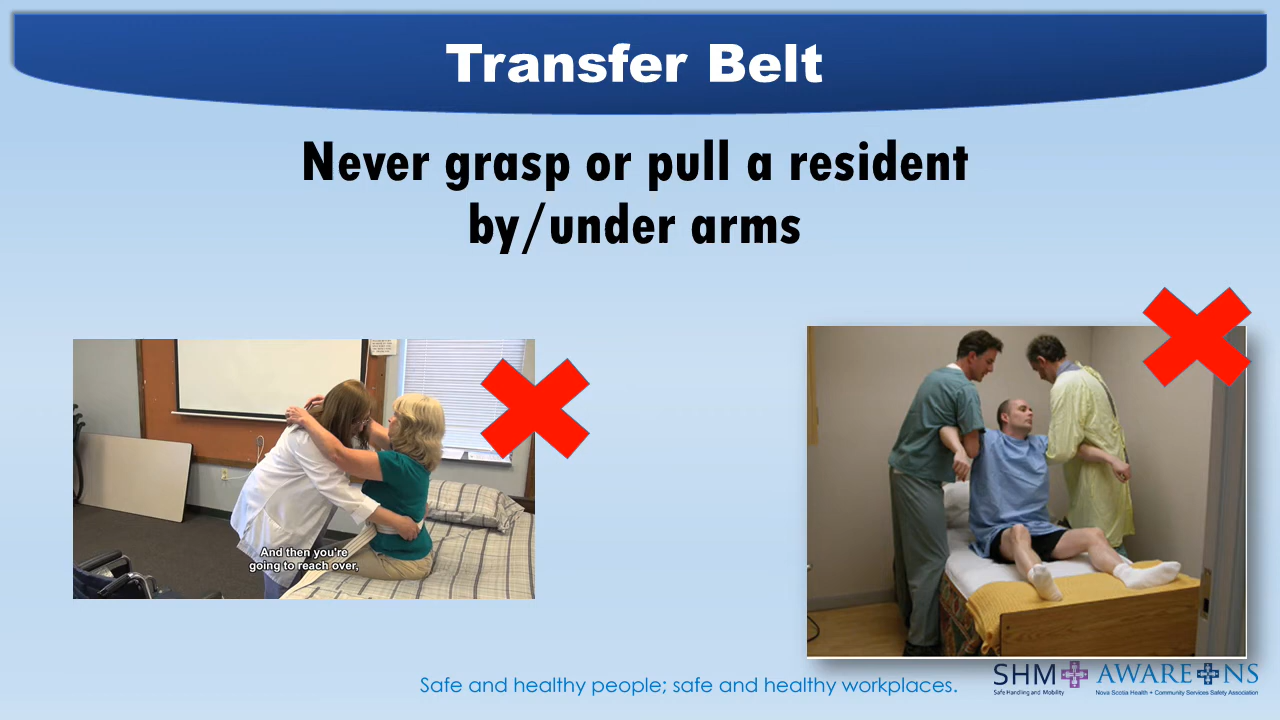 Transfer Belt
Never grasp or pull a resident
by/under arms
And then you're
going to reach over,
Safe and healthy people; safe and healthy workplaces.
SHM
Safe Handling and Mobility
AWARE-NS
Nova Scotia Health + Community Services Safety Association